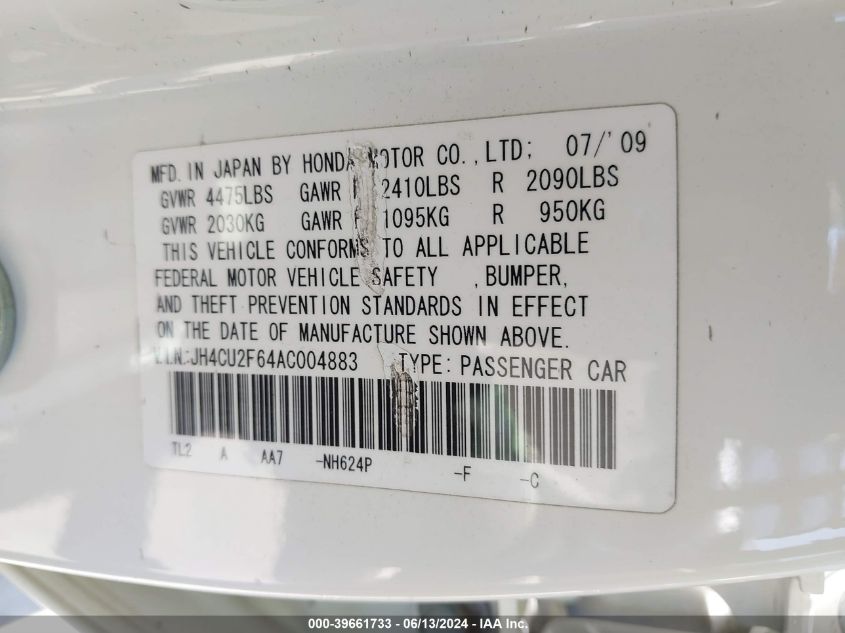 MFD. IN JAPAN BY HONDA MOTOR CO., LTD; 07/'09
GVWR 4475LBS GAWR F 2410LBS R 2090LBS
GVWR 2030KG GAWR F 1095KG R 950KG
THIS VEHICLE CONFORMS TO ALL APPLICABLE
FEDERAL MOTOR VEHICLE SAFETY , BUMPER,
AND THEFT PREVENTION STANDARDS IN EFFECT
ON THE DATE OF MANUFACTURE SHOWN ABOVE.
V.I.N.:JH4CU2F64AC004883 TYPE: PASSENGER CAR
TL2 A AA7 -NH624P -F -C
000-39661733 - 06/13/2024 - IAA Inc.